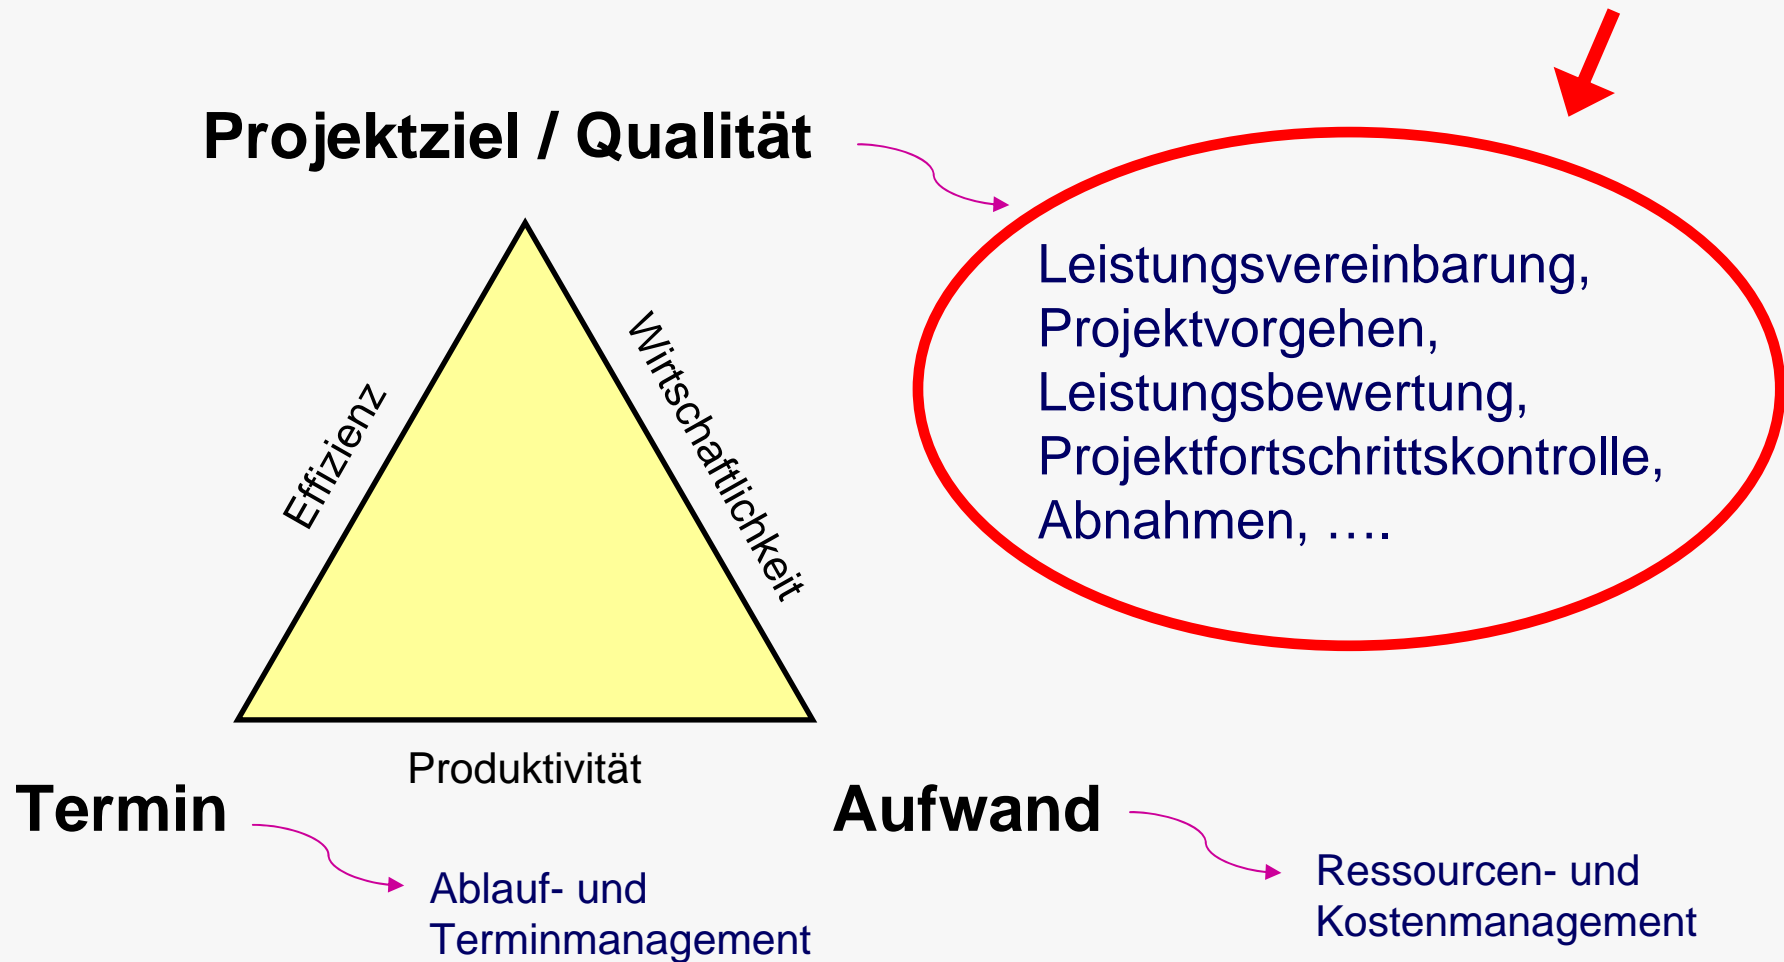 Projektziel / Qualität
Leistungsvereinbarung,
Projektvorgehen,
Leistungsbewertung,
Projektfortschrittskontrolle,
Abnahmen, ….
Effizienz
Wirtschaftlichkeit
Produktivität
Termin
Aufwand
Ablauf- und
Terminmanagement
Ressourcen- und
Kostenmanagement